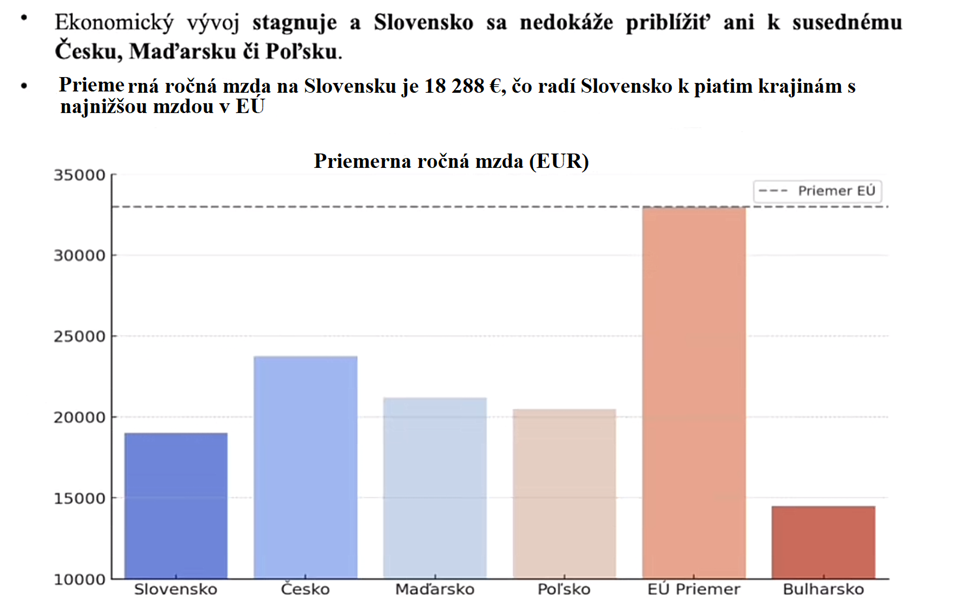 • Ekonomický vývoj stagnuje a Slovensko sa nedokáže priblížiť ani k susednému
Česku, Maďarsku či Poľsku.
• Prieme rná ročná mzda na Slovensku je 18 288 €, čo radí Slovensko k piatim krajinám s
najnižšou mzdou v EÚ
Priemerna ročná mzda (EUR)
35000
Priemer EÚ
30000
25000
20000
15000
10000
Slovensko Česko Maďarsko Poľsko EÚ Priemer Bulharsko